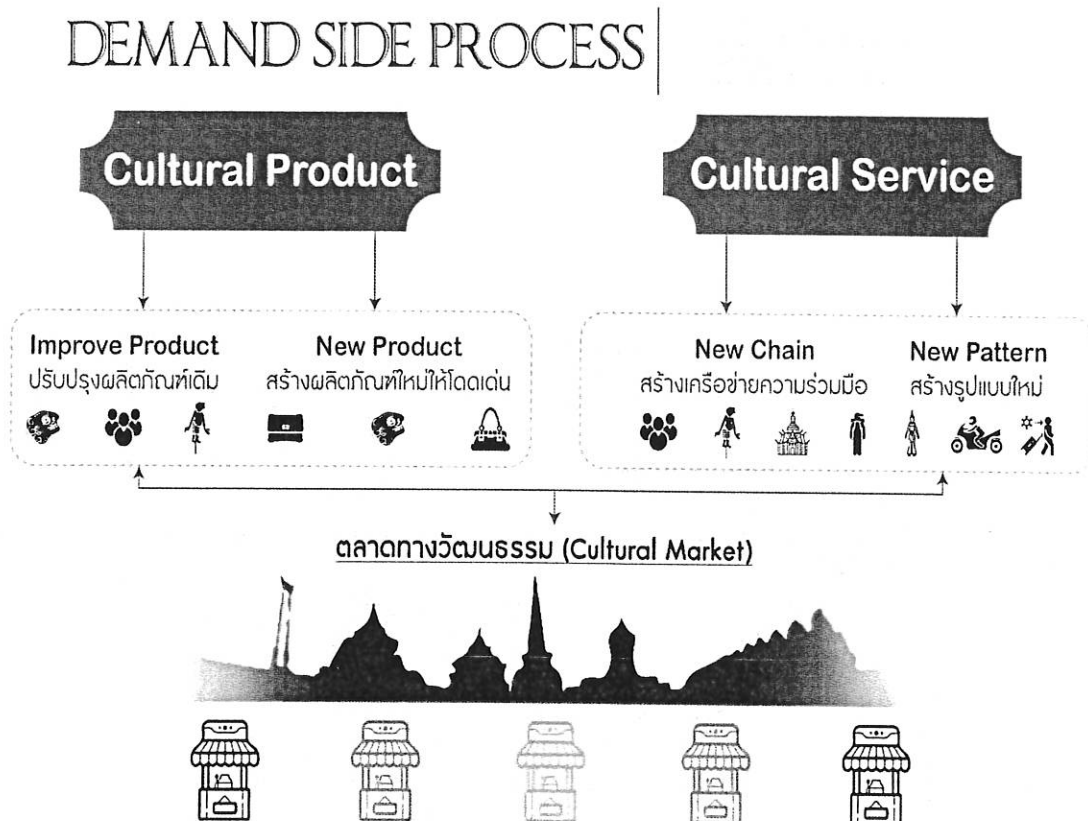 DEMAND SIDE PROCESS
Cultural Product
Cultural Service
Improve Product
ปรับปรุงผลิตภัณฑ์เดิม
New Product
สร้างผลิตภัณฑ์ใหม่ให้โดดเด่น
New Chain
สร้างเครือข่ายความร่วมมือ
New Pattern
สร้างรูปแบบใหม่
ตลาดทางวัฒนธรรม (Cultural Market)